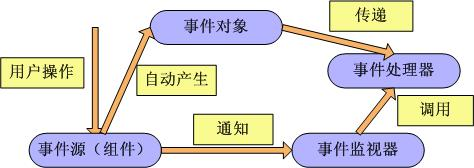 传递
事件对象
用户操作
自动产生
事件处理器
通知
调用
事件源（组件）
事件监视器